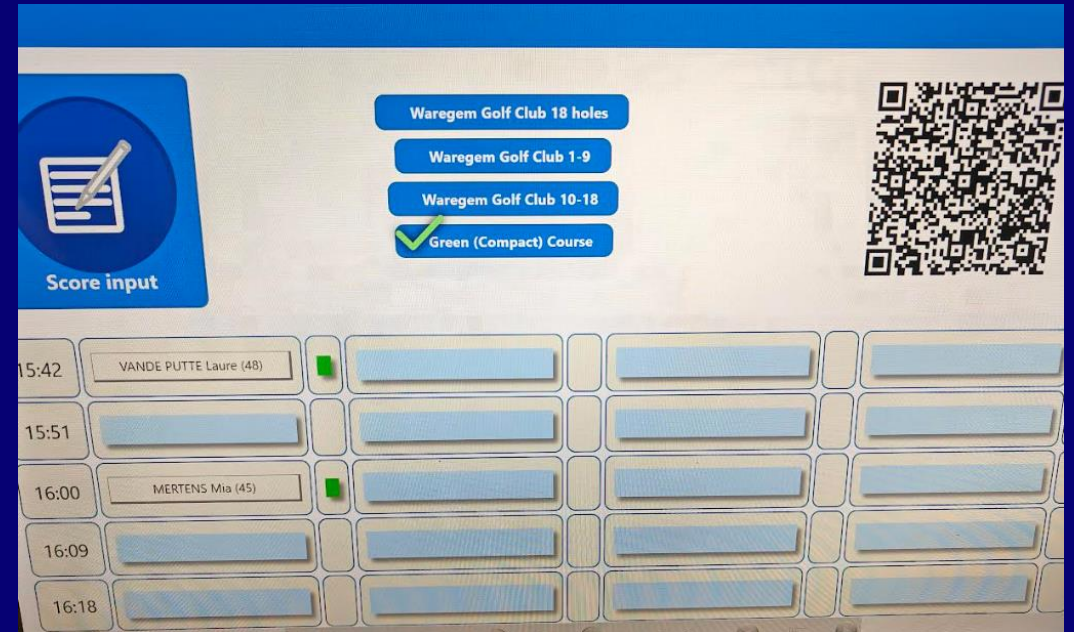 Waregem Golf Club 18 holes
Waregem Golf Club 1-9
Waregem Golf Club 10-18
Green (Compact) Course
Score input
15:42 VANDE PUTTE Laure (48)
15:51
16:00 MERTENS Mia (45)
16:09
16:18